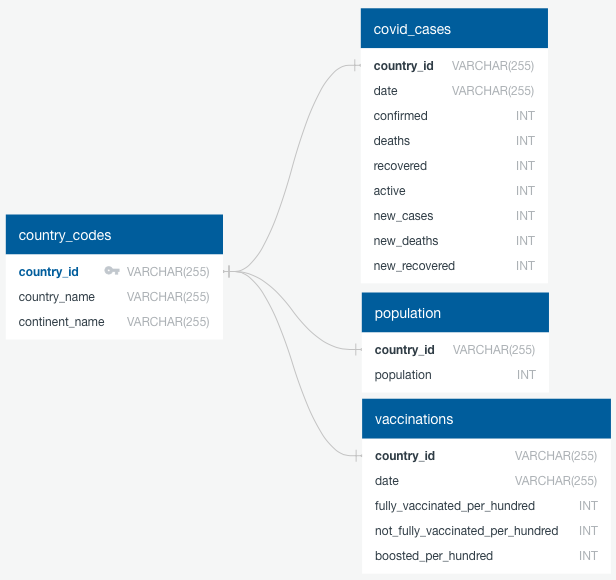 covid_cases
country_id VARCHAR(255)
date VARCHAR(255)
confirmed INT
deaths INT
recovered INT
active INT
new_cases INT
new_deaths INT
new_recovered INT
country_codes
country_id VARCHAR(255)
country_name VARCHAR(255)
continent_name VARCHAR(255)
population
country_id VARCHAR(255)
population INT
vaccinations
country_id VARCHAR(255)
date VARCHAR(255)
fully_vaccinated_per_hundred INT
not_fully_vaccinated_per_hundred INT
boosted_per_hundred INT